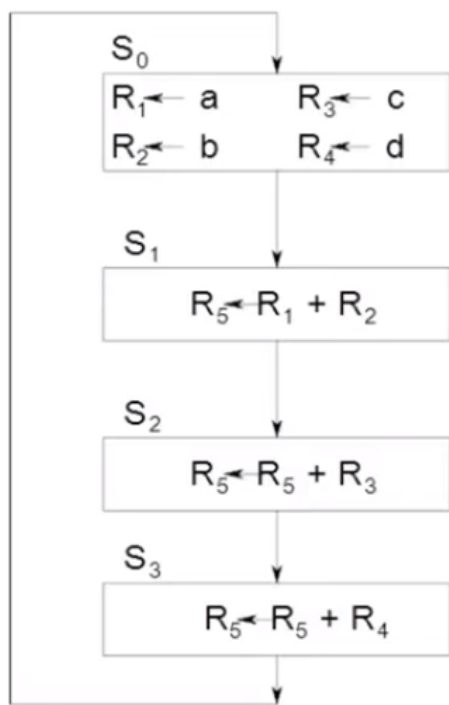 S₀
R₁ ← a R₃ ← c
R₂ ← b R₄ ← d
S₁
R₅ ← R₁ + R₂
S₂
R₅ ← R₅ + R₃
S₃
R₅ ← R₅ + R₄